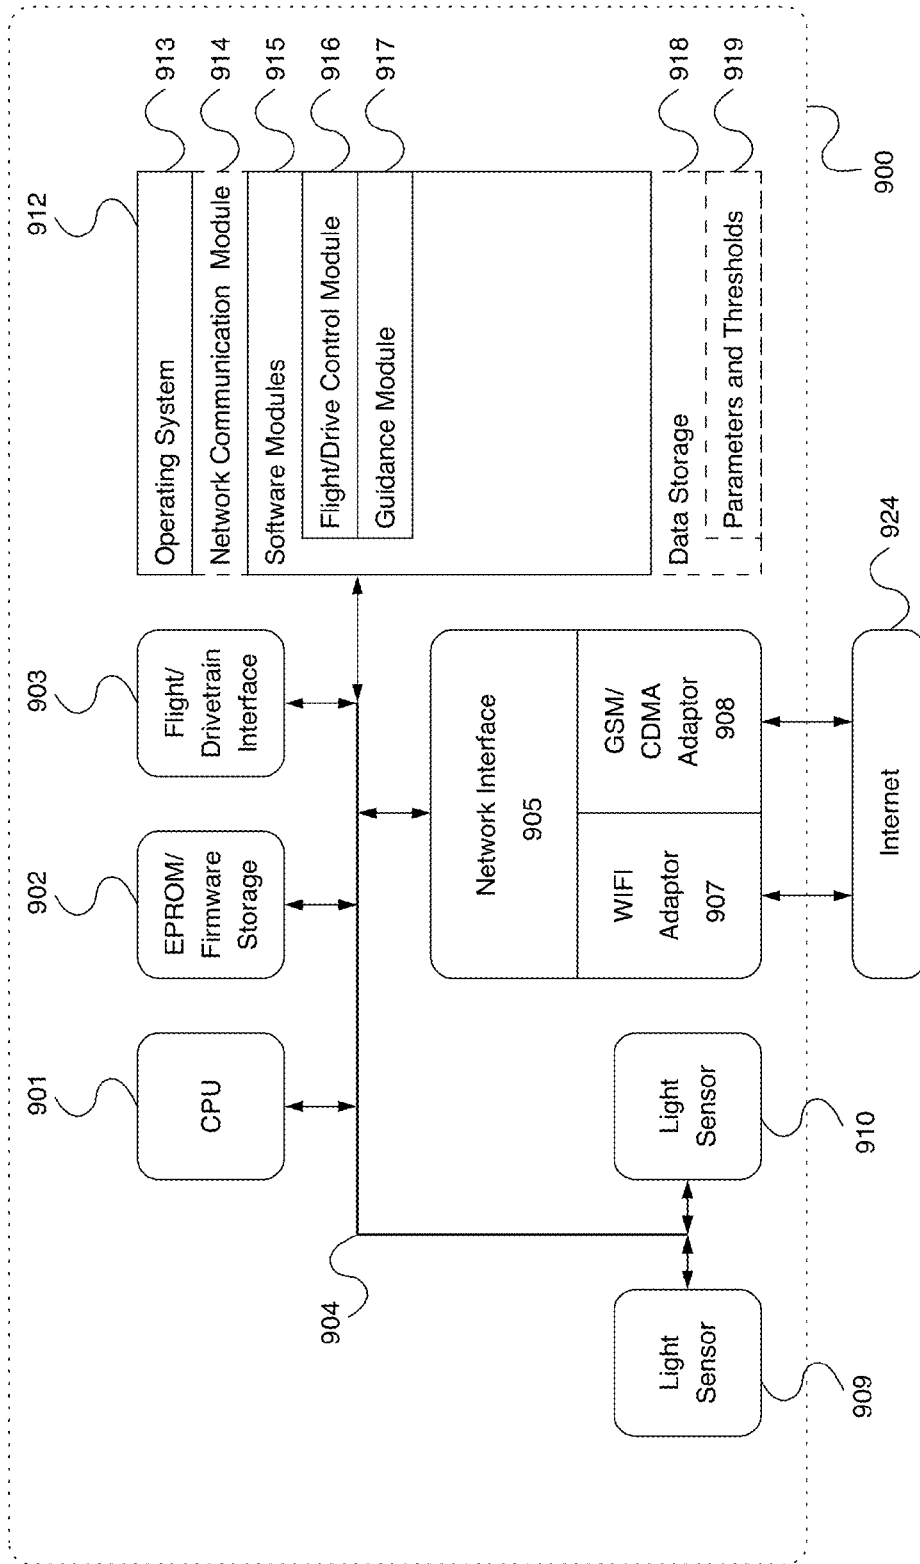 912
913
914
915
916
917
918
919
900
Operating System
Network Communication Module
Software Modules
Flight/Drive Control Module
Guidance Module
Data Storage
Parameters and Thresholds
901
CPU
902
EPROM/
Firmware
Storage
903
Flight/
Drivetrain
Interface
904
Network Interface
905
WIFI
Adaptor
907
GSM/
CDMA
Adaptor
908
Light
Sensor
909
Light
Sensor
910
Internet
924